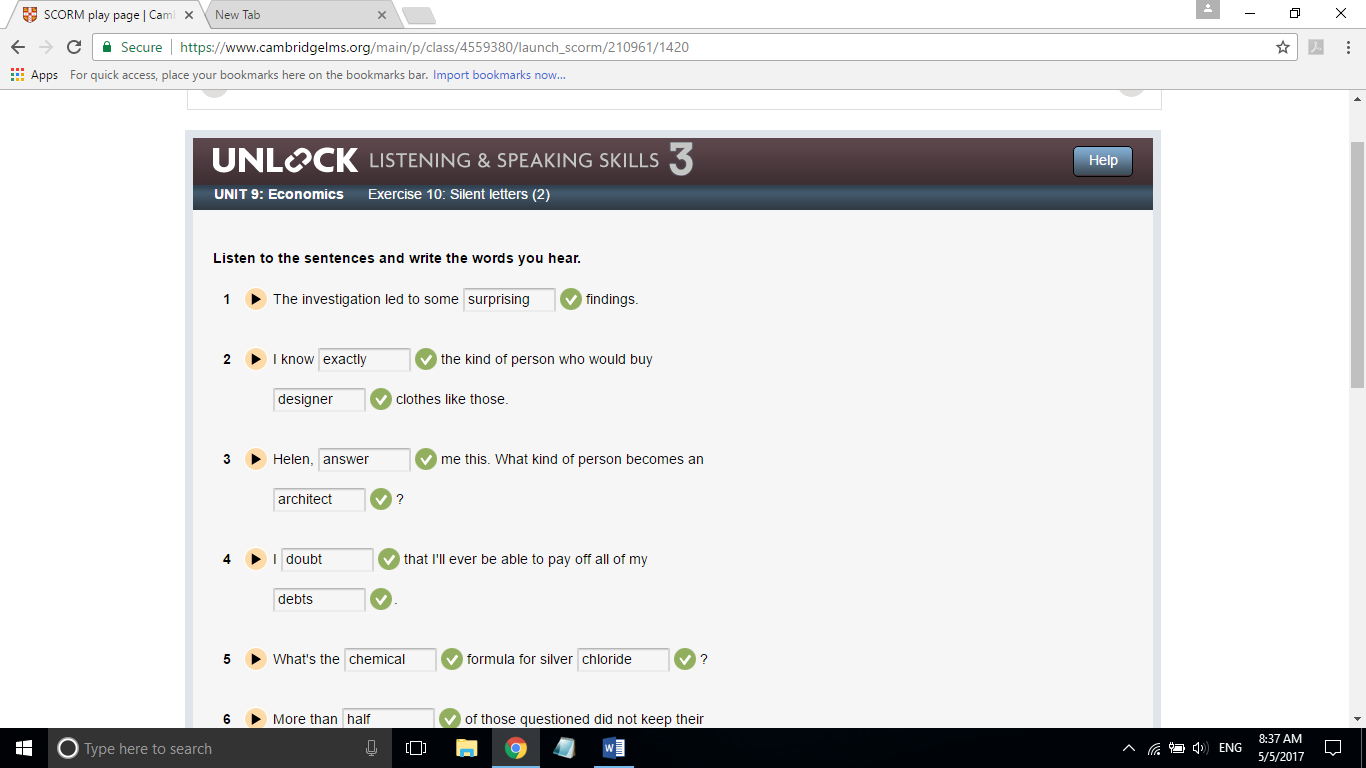 SCORM play page | Cami
New Tab
Secure https://www.cambridgelms.org/main/p/class/4559380/launch_scorm/210961/1420
Apps For quick access, place your bookmarks here on the bookmarks bar. Import bookmarks now...
UNLOCK LISTENING & SPEAKING SKILLS 3
Help
UNIT 9: Economics Exercise 10: Silent letters (2)
Listen to the sentences and write the words you hear.
1 The investigation led to some surprising findings.
2 I know exactly the kind of person who would buy
designer clothes like those.
3 Helen, answer me this. What kind of person becomes an
architect ?
4 I doubt that I'll ever be able to pay off all of my
debts .
5 What's the chemical formula for silver chloride ?
6 More than half of those questioned did not keep their
Type here to search
ENG
8:37 AM
5/5/2017